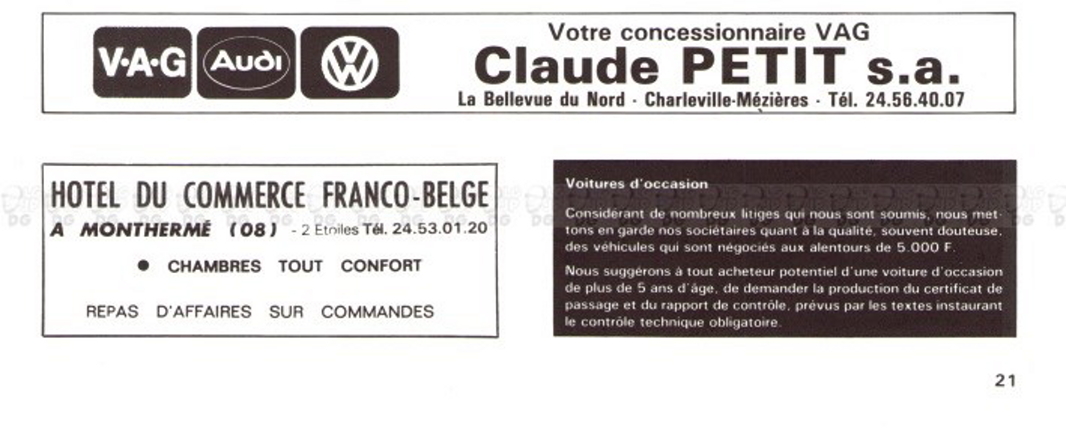 V·A·G Audi VW
Votre concessionnaire VAG
Claude PETIT s.a.
La Bellevue du Nord - Charleville-Mézières - Tél. 24.56.40.07
HOTEL DU COMMERCE FRANCO-BELGE
A MONTHERMÉ (08) - 2 Etoiles Tél. 24.53.01.20
● CHAMBRES TOUT CONFORT
REPAS D'AFFAIRES SUR COMMANDES
Voitures d'occasion
Considérant de nombreux litiges qui nous sont soumis, nous met-
tons en garde nos sociétaires quant à la qualité, souvent douteuse,
des véhicules qui sont négociés aux alentours de 5.000 F.
Nous suggérons à tout acheteur potentiel d'une voiture d'occasion
de plus de 5 ans d'âge, de demander la production du certificat de
passage et du rapport de contrôle, prévus par les textes instaurant
le contrôle technique obligatoire.
21